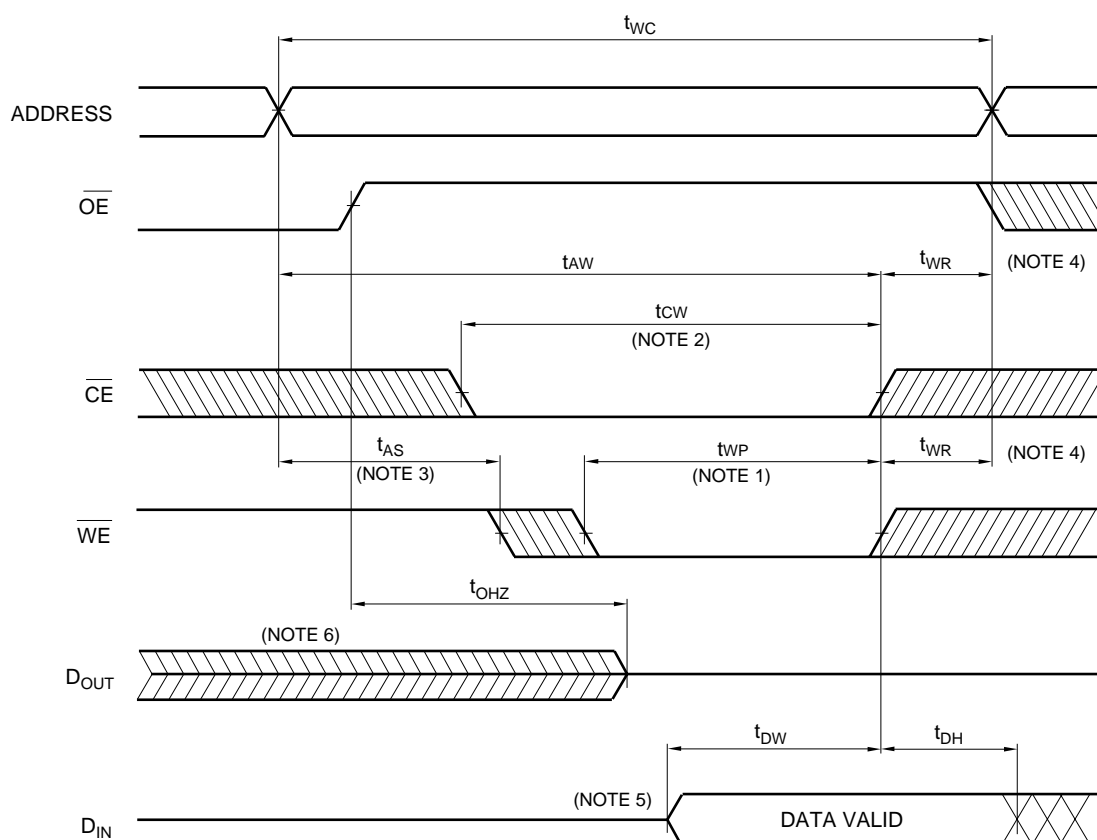 tWC
ADDRESS
OE
tAW
tWR
(NOTE 4)
tCW
(NOTE 2)
CE
tAS
(NOTE 3)
tWP
(NOTE 1)
tWR
(NOTE 4)
WE
tOHZ
(NOTE 6)
DOUT
tDW
tDH
(NOTE 5)
DATA VALID
DIN